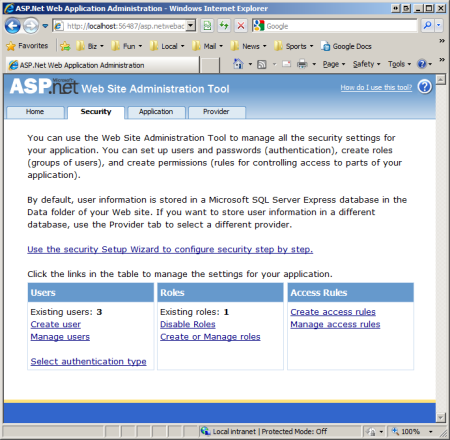 ASP.Net Web Application Administration - Windows Internet Explorer
http://localhost:56487/asp.netwebac
Google
Favorites Biz Fun Local Mail News Sports Google Docs
ASP.Net Web Application Administration
Page Safety Tools
Microsoft
ASP.net Web Site Administration Tool
How do I use this tool?
Home Security Application Provider
You can use the Web Site Administration Tool to manage all the security settings for
your application. You can set up users and passwords (authentication), create roles
(groups of users), and create permissions (rules for controlling access to parts of your
application).
By default, user information is stored in a Microsoft SQL Server Express database in the
Data folder of your Web site. If you want to store user information in a different
database, use the Provider tab to select a different provider.
Use the security Setup Wizard to configure security step by step.
Click the links in the table to manage the settings for your application.
Users Roles Access Rules
Existing users: 3 Existing roles: 1 Create access rules
Create user Disable Roles Manage access rules
Manage users Create or Manage roles
Select authentication type
Local intranet | Protected Mode: Off 100%